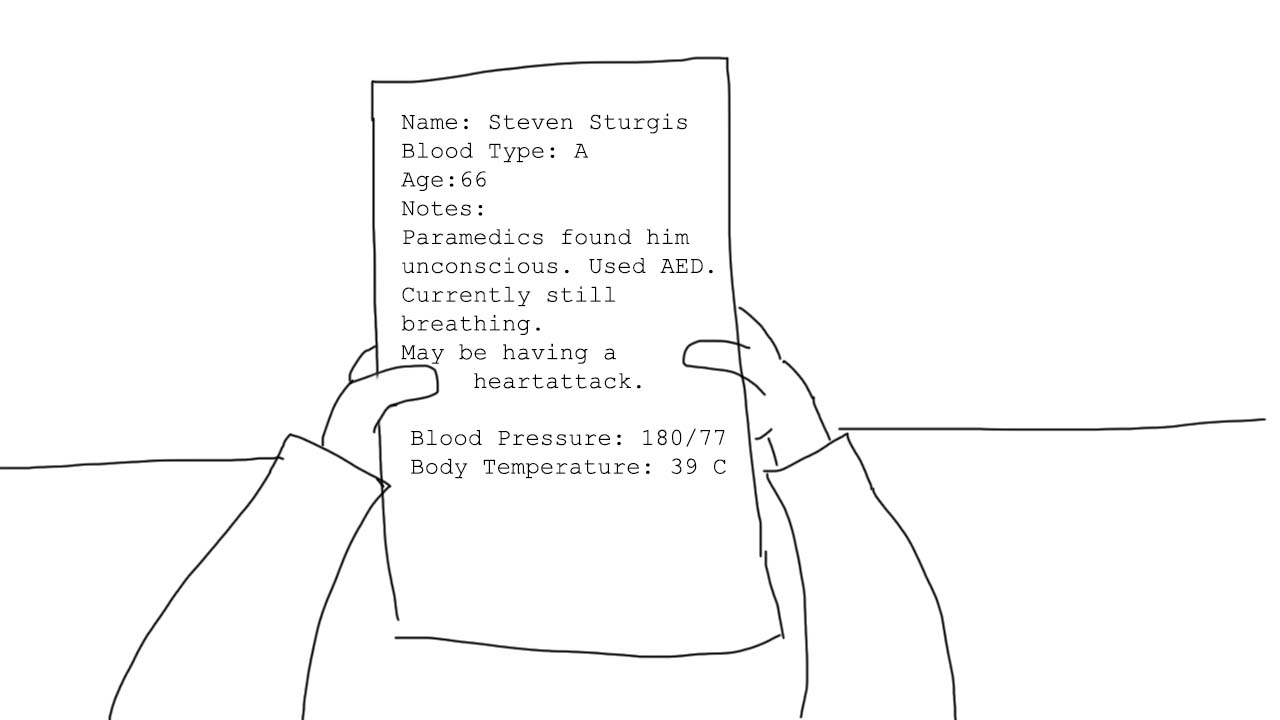 Name: Steven Sturgis
Blood Type: A
Age:66
Notes:
Paramedics found him
unconscious. Used AED.
Currently still
breathing.
May be having a
heartattack.
Blood Pressure: 180/77
Body Temperature: 39 C